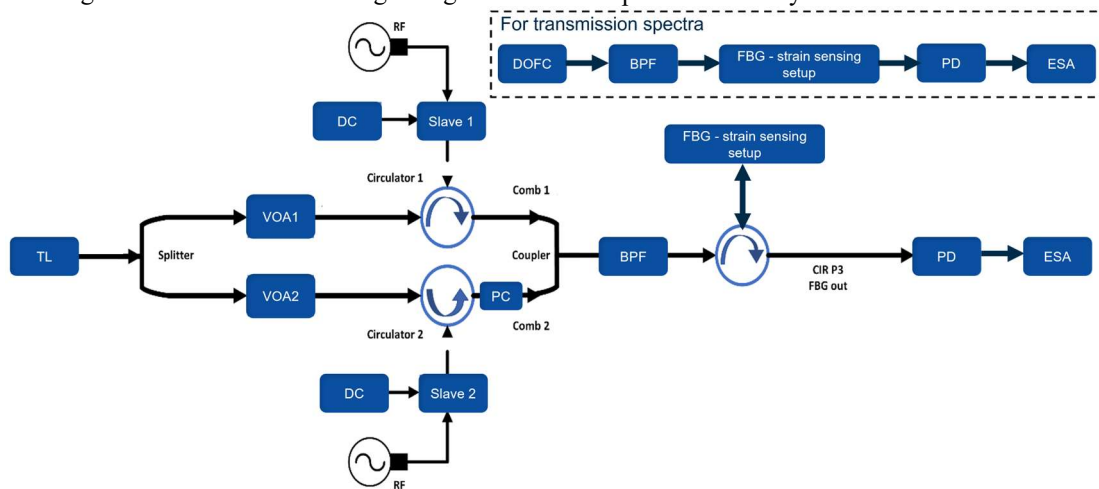 RF
For transmission spectra
DOFC
BPF
FBG - strain sensing
setup
PD
ESA
DC
Slave 1
FBG - strain sensing
setup
Circulator 1
Comb 1
VOA1
TL
Splitter
Coupler
BPF
CIR P3
FBG out
PD
ESA
VOA2
PC
Circulator 2
Comb 2
DC
Slave 2
RF